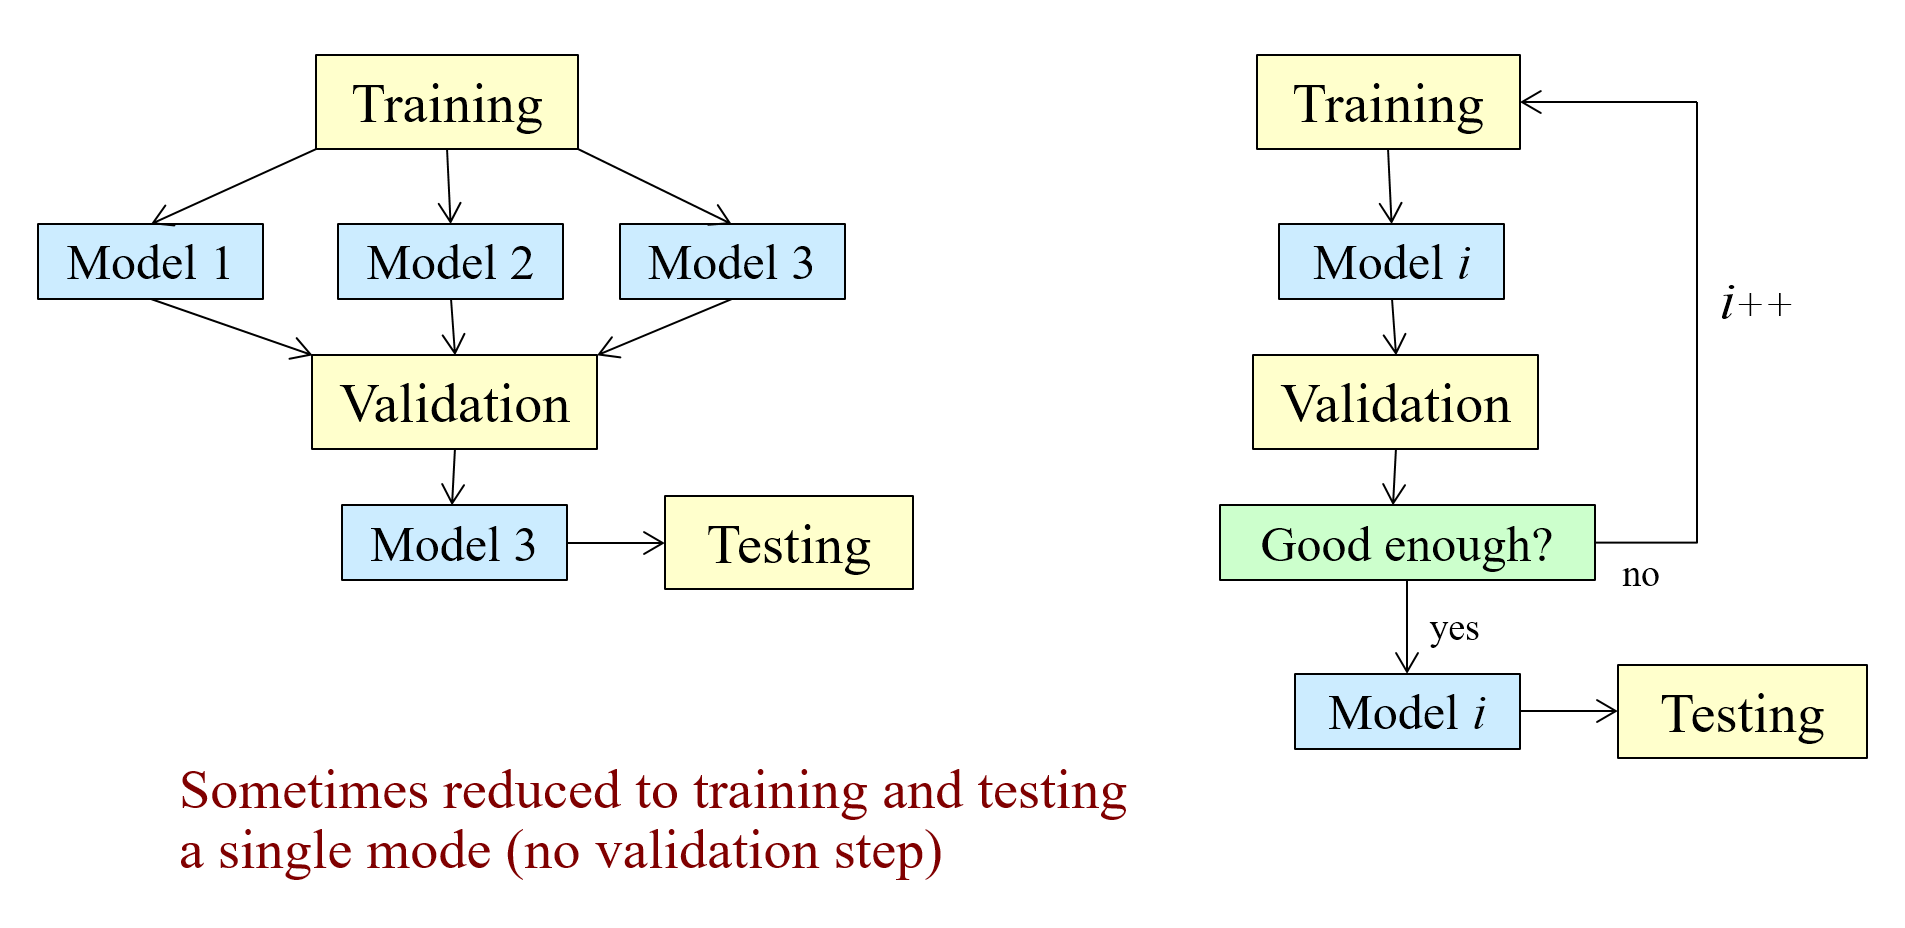 Training
Model 1
Model 2
Model 3
Validation
Model 3
Testing
Training
Model i
i++
Validation
Good enough?
no
yes
Model i
Testing
Sometimes reduced to training and testing
a single mode (no validation step)